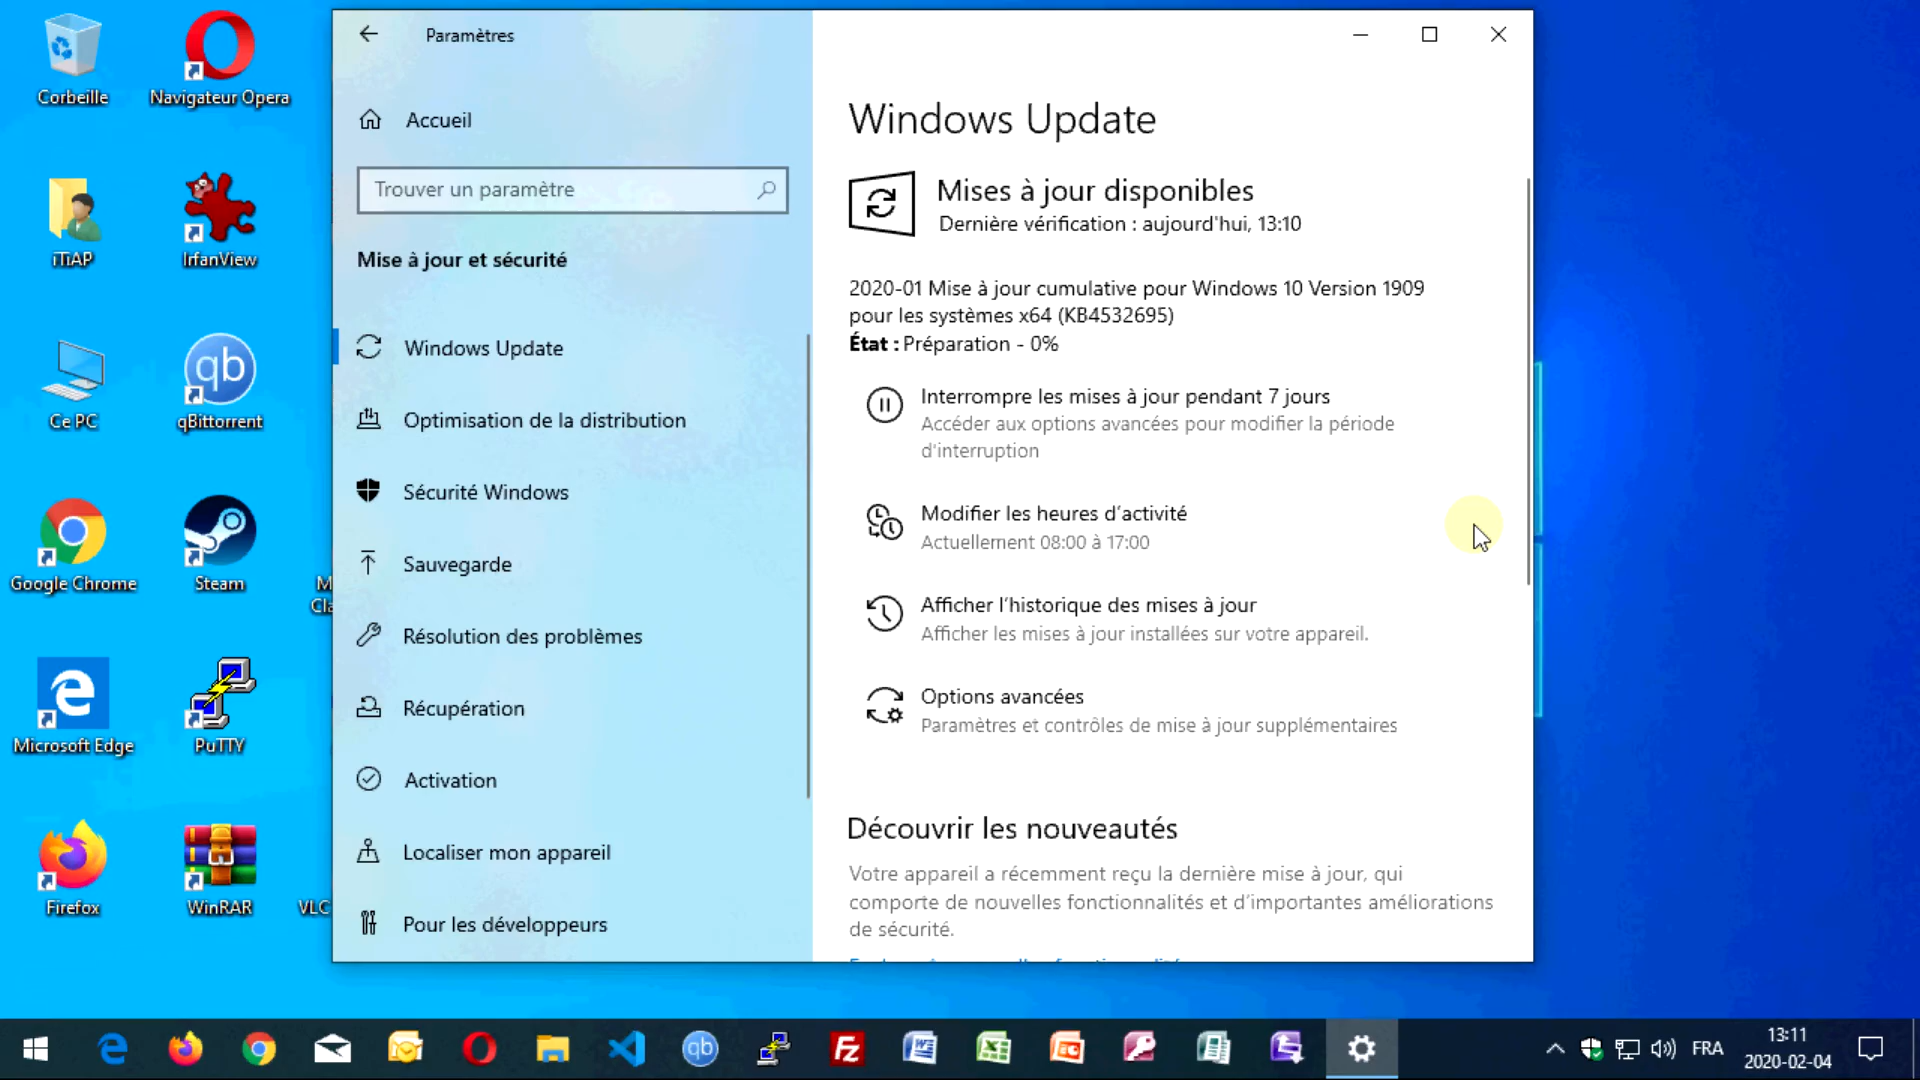 Corbeille
Navigateur Opera
iTiAP
IrfanView
Ce PC
qb
qBittorrent
Google Chrome
Steam
Microsoft Edge
PuTTY
Firefox
WinRAR
VLC
Paramètres
Accueil
Trouver un paramètre
Mise à jour et sécurité
Windows Update
Optimisation de la distribution
Sécurité Windows
Sauvegarde
Résolution des problèmes
Récupération
Activation
Localiser mon appareil
Pour les développeurs
Windows Update
Mises à jour disponibles
Dernière vérification : aujourd'hui, 13:10
2020-01 Mise à jour cumulative pour Windows 10 Version 1909
pour les systèmes x64 (KB4532695)
État : Préparation - 0%
Interrompre les mises à jour pendant 7 jours
Accéder aux options avancées pour modifier la période
d'interruption
Modifier les heures d’activité
Actuellement 08:00 à 17:00
Afficher l’historique des mises à jour
Afficher les mises à jour installées sur votre appareil.
Options avancées
Paramètres et contrôles de mise à jour supplémentaires
Découvrir les nouveautés
Votre appareil a récemment reçu la dernière mise à jour, qui
comporte de nouvelles fonctionnalités et d’importantes améliorations
de sécurité.
qb
FZ
FRA
13:11
2020-02-04